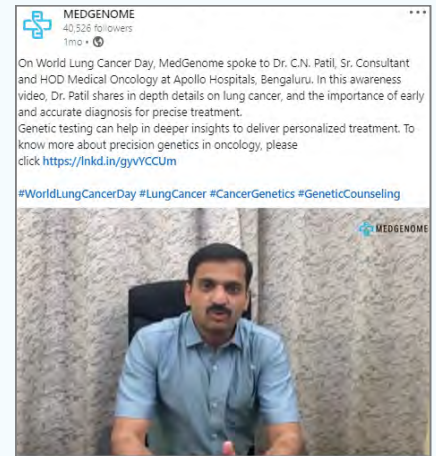 MEDGENOME
40,526 followers
1mo •
On World Lung Cancer Day, MedGenome spoke to Dr. C.N. Patil, Sr. Consultant
and HOD Medical Oncology at Apollo Hospitals, Bengaluru. In this awareness
video, Dr. Patil shares in depth details on lung cancer, and the importance of early
and accurate diagnosis for precise treatment.
Genetic testing can help in deeper insights to deliver personalized treatment. To
know more about precision genetics in oncology, please
click https://lnkd.in/gyvYCCUm
#WorldLungCancerDay #LungCancer #CancerGenetics #GeneticCounseling
MEDGENOME